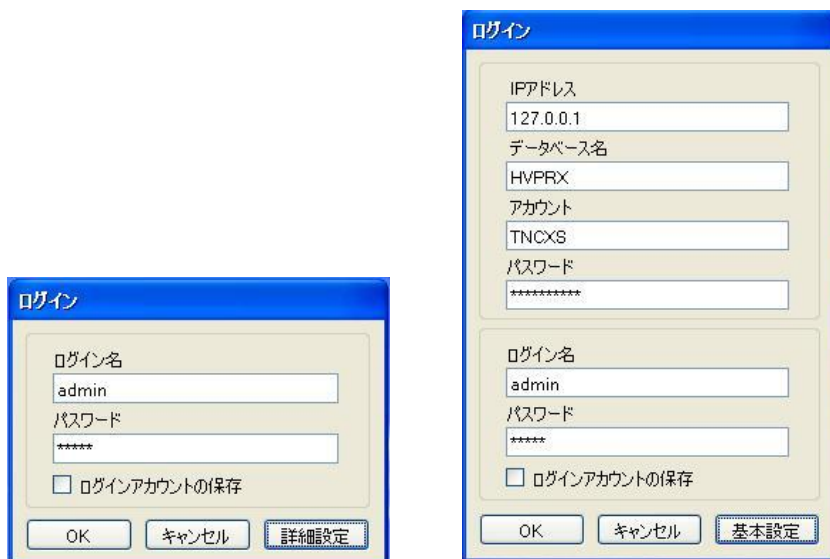 ログイン
ログイン名
admin
パスワード
*****
ログインアカウントの保存
OK
キャンセル
詳細設定
ログイン
IPアドレス
127.0.0.1
データベース名
HVPRX
アカウント
TNCXS
パスワード
**********
ログイン名
admin
パスワード
*****
ログインアカウントの保存
OK
キャンセル
基本設定